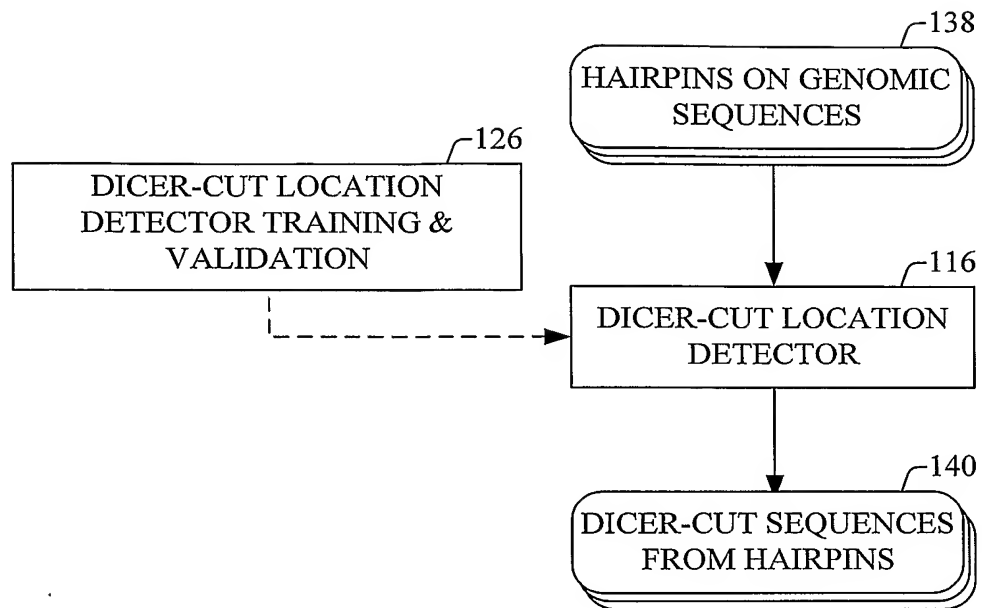 138
HAIRPINS ON GENOMIC
SEQUENCES
126
DICER-CUT LOCATION
DETECTOR TRAINING &
VALIDATION
116
DICER-CUT LOCATION
DETECTOR
140
DICER-CUT SEQUENCES
FROM HAIRPINS